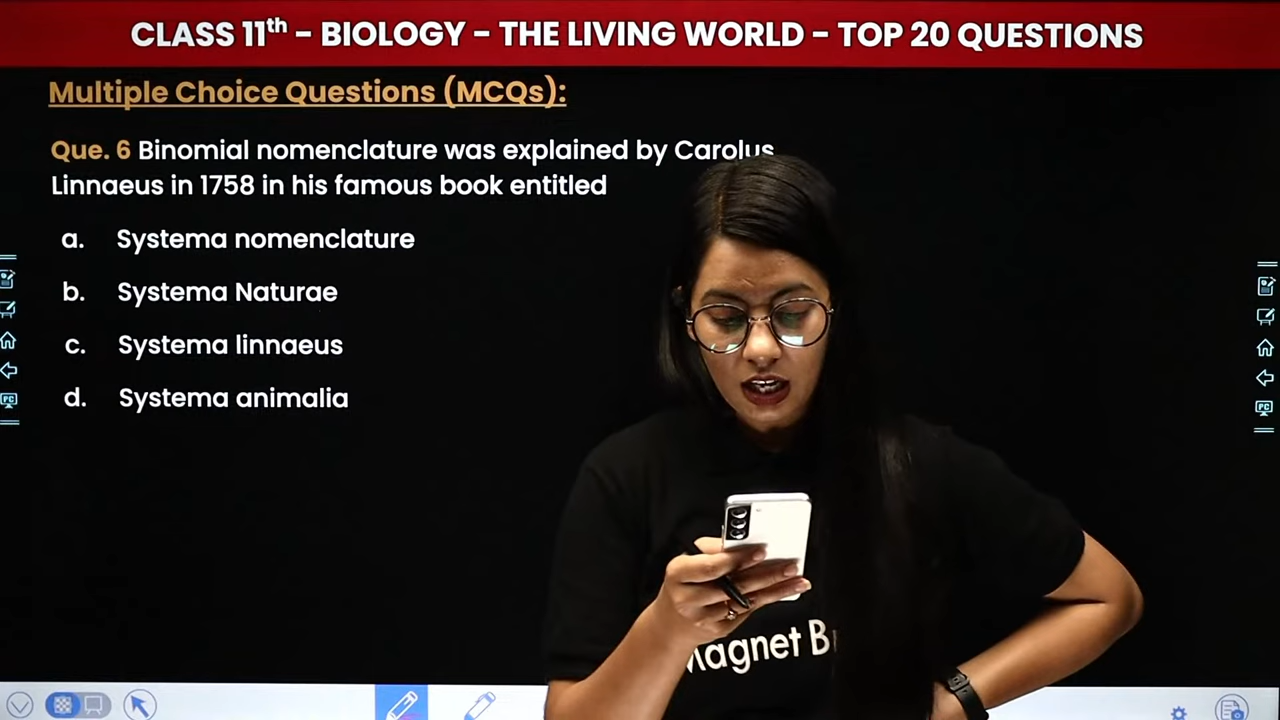 CLASS 11th - BIOLOGY - THE LIVING WORLD - TOP 20 QUESTIONS
Multiple Choice Questions (MCQs):
Que. 6 Binomial nomenclature was explained by Carolus
Linnaeus in 1758 in his famous book entitled
a. Systema nomenclature
b. Systema Naturae
c. Systema linnaeus
d. Systema animalia
Magnet B